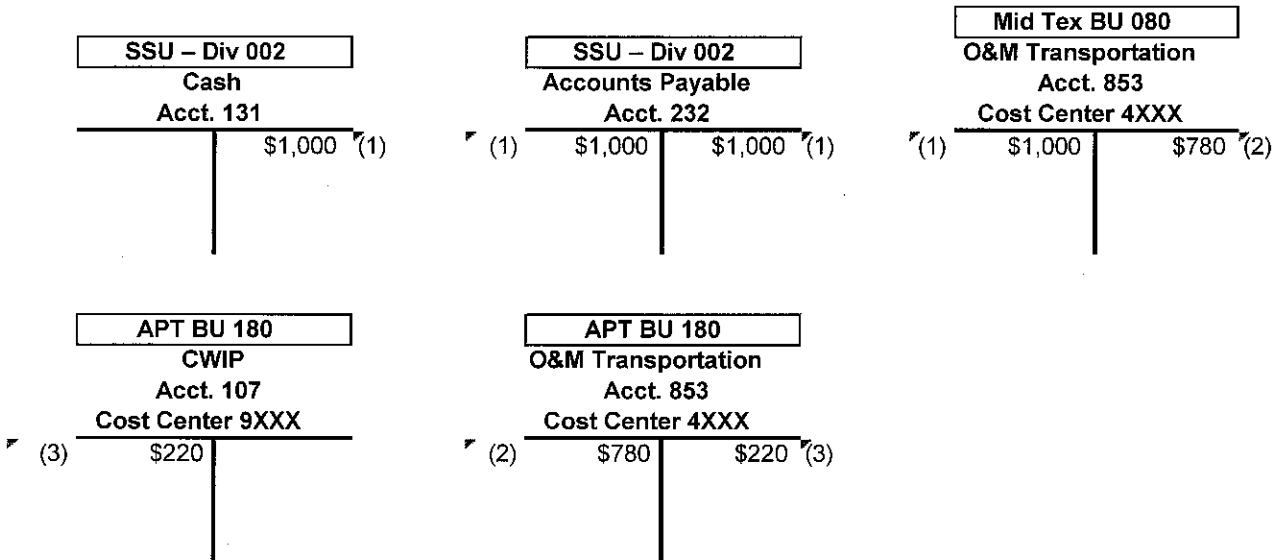 SSU – Div 002
Cash
Acct. 131
$1,000 (1)
SSU – Div 002
Accounts Payable
Acct. 232
(1) $1,000 $1,000 (1)
Mid Tex BU 080
O&M Transportation
Acct. 853
Cost Center 4XXX
(1) $1,000 $780 (2)
APT BU 180
CWIP
Acct. 107
Cost Center 9XXX
(3) $220
APT BU 180
O&M Transportation
Acct. 853
Cost Center 4XXX
(2) $780 $220 (3)